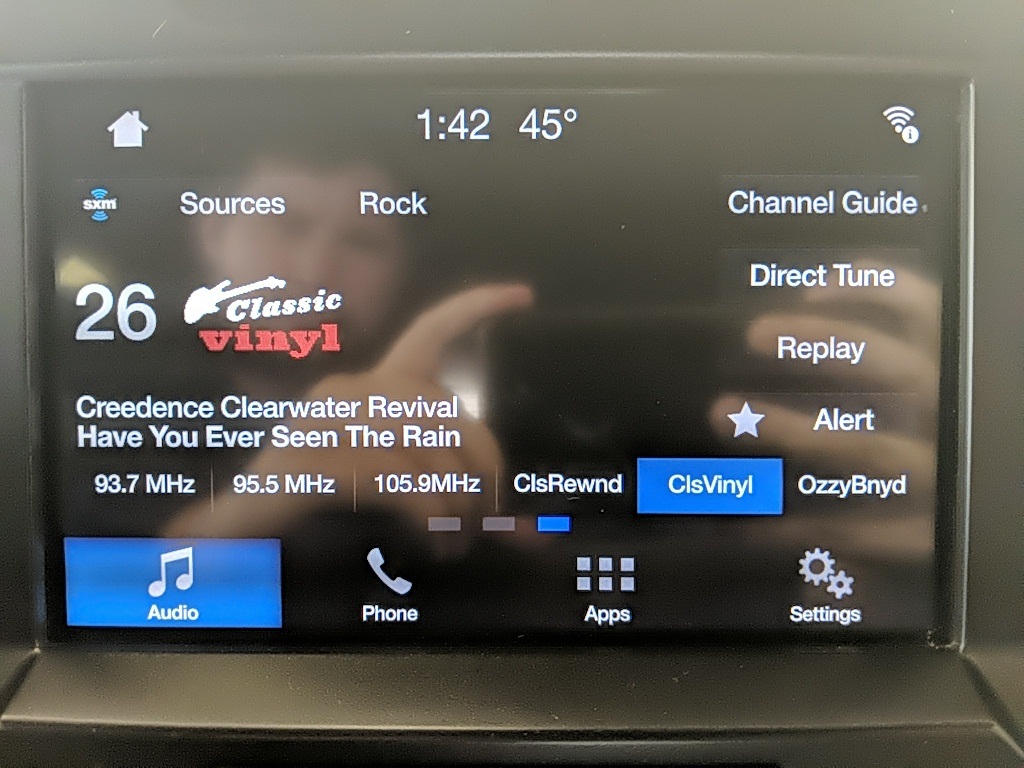 1:42 45°
sxm Sources Rock Channel Guide
Direct Tune
26 Classic vinyl
Replay
Creedence Clearwater Revival
Have You Ever Seen The Rain
Alert
93.7 MHz 95.5 MHz 105.9MHz ClsRewnd ClsVinyl OzzyBnyd
Audio Phone Apps Settings